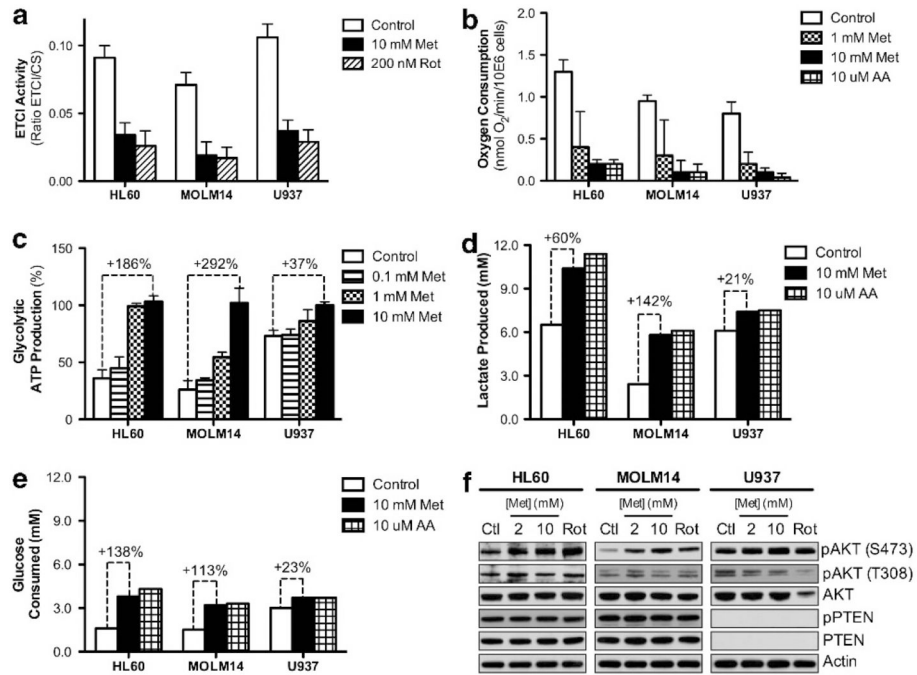 a
ETCI Activity
(Ratio ETCI/CS)
0.10
0.05
0.00
HL60 MOLM14 U937
Control
10 mM Met
200 nM Rot
b
Oxygen Consumption
(nmol O2/min/10E6 cells)
2.0
1.5
1.0
0.5
0.0
HL60 MOLM14 U937
Control
1 mM Met
10 mM Met
10 uM AA
c
Glycolytic
ATP Production (%)
150
100
50
0
+186% +292% +37%
HL60 MOLM14 U937
Control
0.1 mM Met
1 mM Met
10 mM Met
d
Lactate Produced (mM)
12.0
9.0
6.0
3.0
0.0
+60%
+142%
+21%
HL60 MOLM14 U937
Control
10 mM Met
10 uM AA
e
Glucose
Consumed (mM)
12.0
9.0
6.0
3.0
0.0
+138% +113% +23%
HL60 MOLM14 U937
Control
10 mM Met
10 uM AA
f
HL60 MOLM14 U937
[Met] (mM) [Met] (mM) [Met] (mM)
Ctl 2 10 Rot Ctl 2 10 Rot Ctl 2 10 Rot
pAKT (S473)
pAKT (T308)
AKT
pPTEN
PTEN
Actin